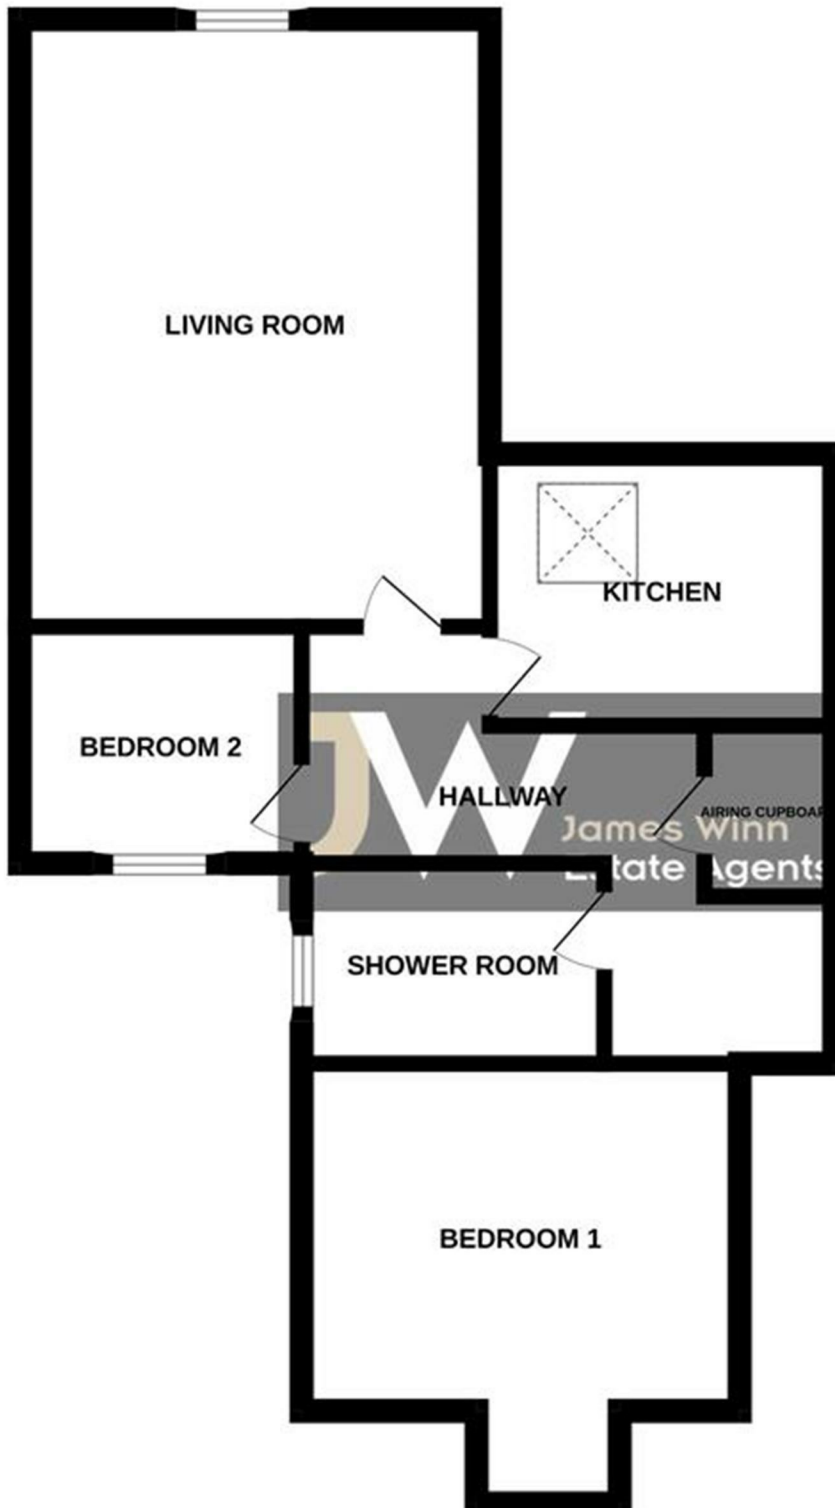 LIVING ROOM
KITCHEN
BEDROOM 2
JW
HALLWAY
AIRING CUPBOAR
James Winn
Estate Agents
SHOWER ROOM
BEDROOM 1